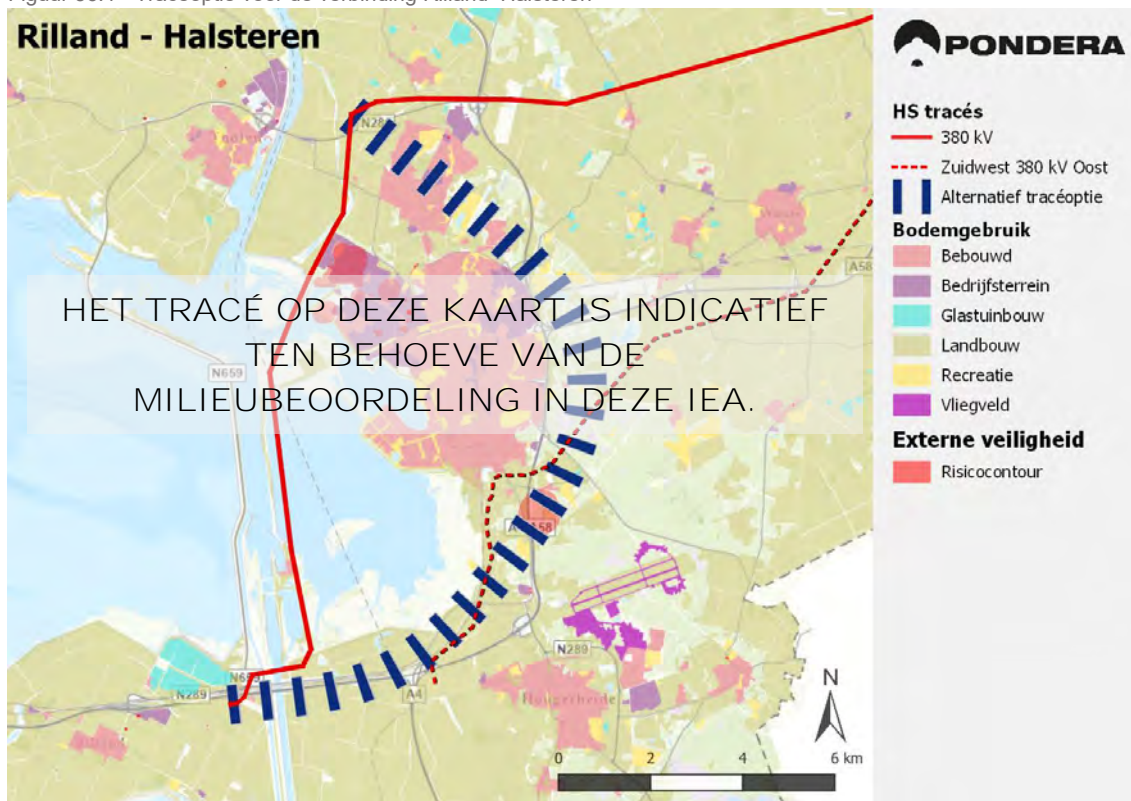 Rilland - Halsteren
HET TRACÉ OP DEZE KAART IS INDICATIEF
TEN BEHOEVE VAN DE
MILIEUBEOORDELING IN DEZE IEA.
N659
A58
N289
A4
N289
Hoogerheide
N
0 2 4 6 km
PONDERA
HS tracés
380 kV
Zuidwest 380 kV Oost
Alternatief tracéoptie
Bodemgebruik
Bebouwd
Bedrijfsterrein
Glastuinbouw
Landbouw
Recreatie
Vliegveld
Externe veiligheid
Risicocontour